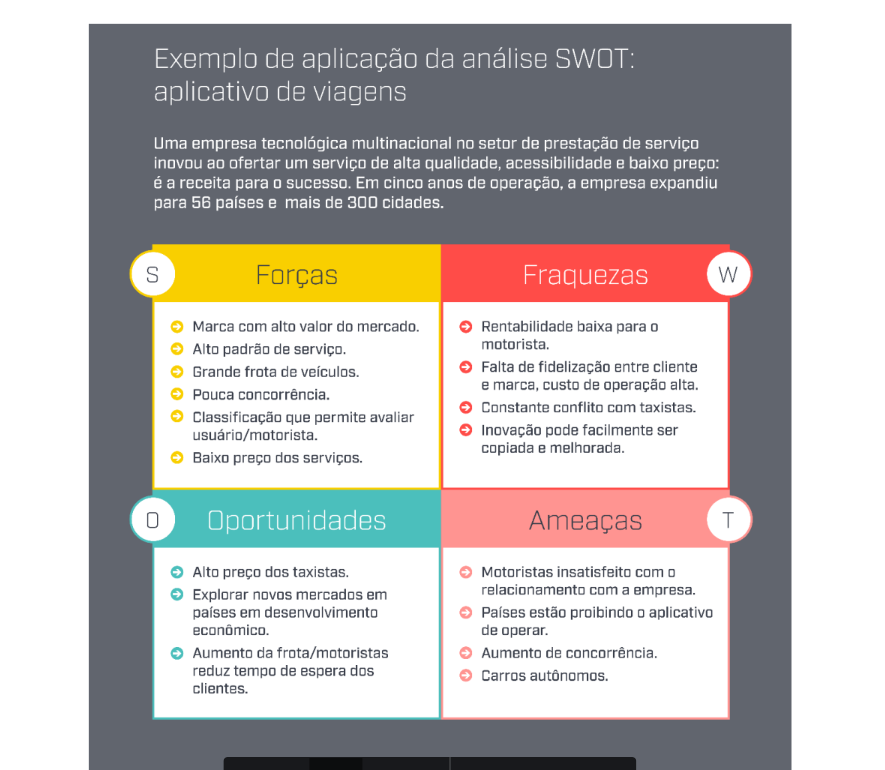 Exemplo de aplicação da análise SWOT:
aplicativo de viagens
Uma empresa tecnológica multinacional no setor de prestação de serviço
inovou ao ofertar um serviço de alta qualidade, acessibilidade e baixo preço:
é a receita para o sucesso. Em cinco anos de operação, a empresa expandiu
para 56 países e mais de 300 cidades.
S
Forças
Marca com alto valor do mercado.
Alto padrão de serviço.
Grande frota de veículos.
Pouca concorrência.
Classificação que permite avaliar
usuário/motorista.
Baixo preço dos serviços.
Fraquezas
W
Rentabilidade baixa para o
motorista.
Falta de fidelização entre cliente
e marca, custo de operação alta.
Constante conflito com taxistas.
Inovação pode facilmente ser
copiada e melhorada.
O
Oportunidades
Alto preço dos taxistas.
Explorar novos mercados em
países em desenvolvimento
econômico.
Aumento da frota/motoristas
reduz tempo de espera dos
clientes.
Ameaças
T
Motoristas insatisfeito com o
relacionamento com a empresa.
Países estão proibindo o aplicativo
de operar.
Aumento de concorrência.
Carros autônomos.